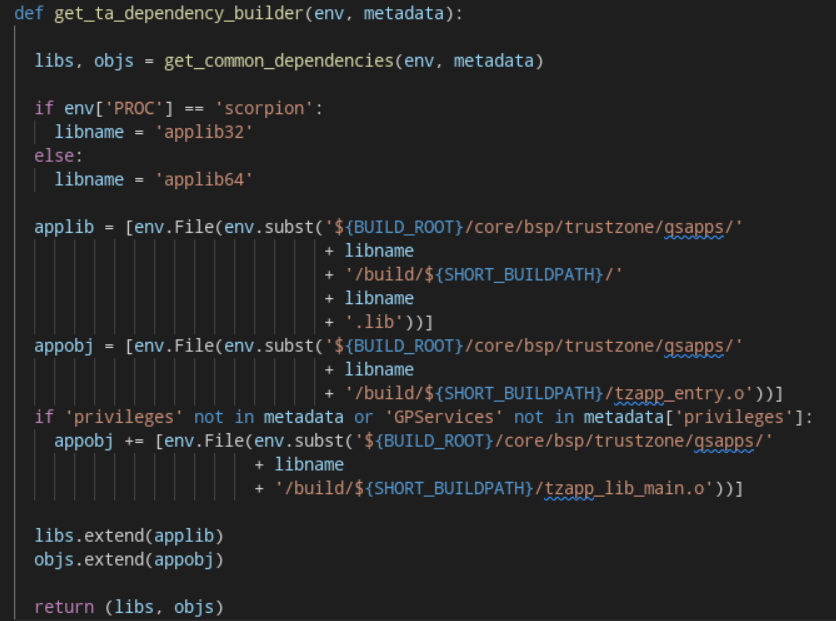 def get_ta_dependency_builder(env, metadata):
libs, objs = get_common_dependencies(env, metadata)
if env['PROC'] == 'scorpion':
libname = 'applib32'
else:
libname = 'applib64'
applib = [env.File(env.subst('${BUILD_ROOT}/core/bsp/trustzone/qsapps/'
+ libname
+ '/build/${SHORT_BUILDPATH}/'
+ libname
+ '.lib'))]
appobj = [env.File(env.subst('${BUILD_ROOT}/core/bsp/trustzone/qsapps/'
+ libname
+ '/build/${SHORT_BUILDPATH}/tzapp_entry.o'))]
if 'privileges' not in metadata or 'GPServices' not in metadata['privileges']:
appobj += [env.File(env.subst('${BUILD_ROOT}/core/bsp/trustzone/qsapps/'
+ libname
+ '/build/${SHORT_BUILDPATH}/tzapp_lib_main.o'))]
libs.extend(applib)
objs.extend(appobj)
return (libs, objs)